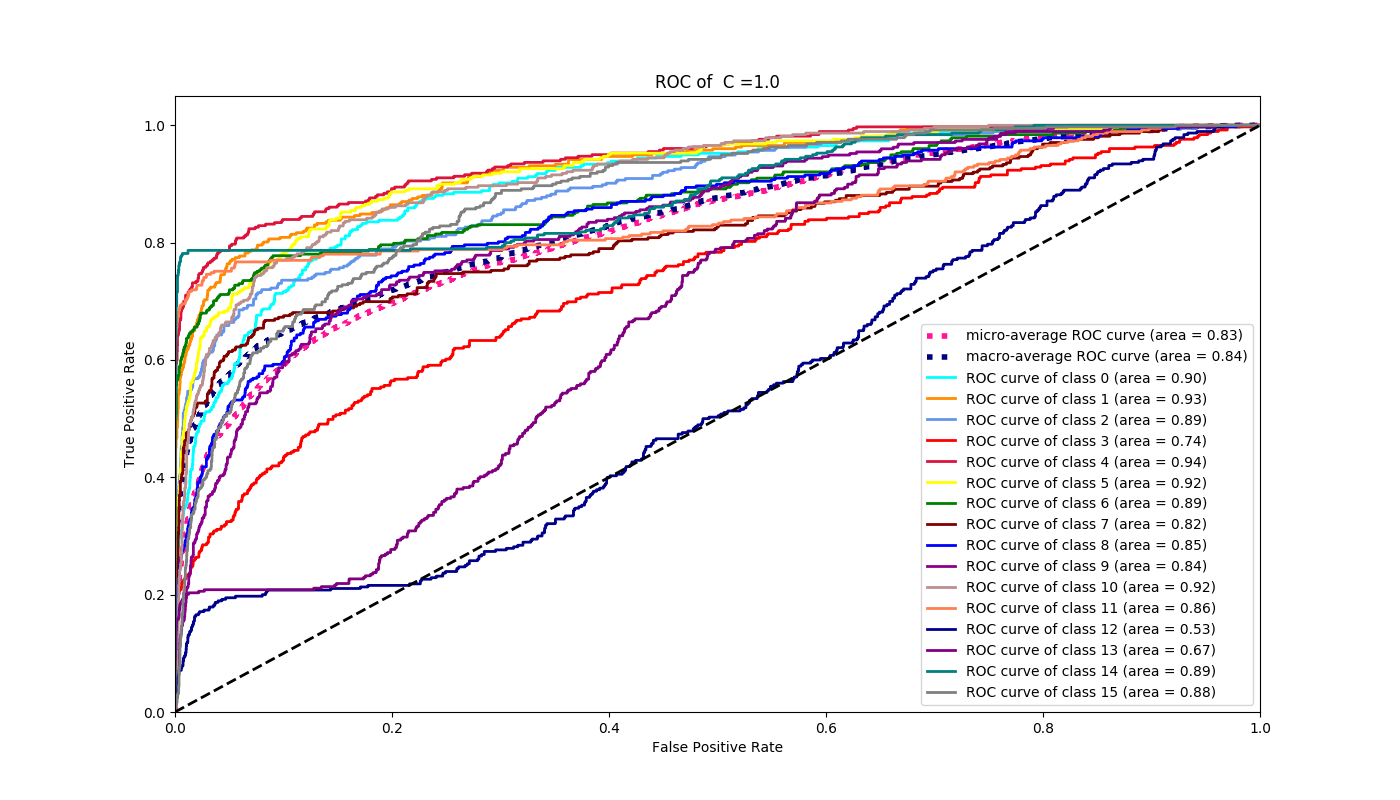 ROC of  C =1.0
True Positive Rate
1.0
0.8
0.6
0.4
0.2
0.0
micro-average ROC curve (area = 0.83)
macro-average ROC curve (area = 0.84)
ROC curve of class 0 (area = 0.90)
ROC curve of class 1 (area = 0.93)
ROC curve of class 2 (area = 0.89)
ROC curve of class 3 (area = 0.74)
ROC curve of class 4 (area = 0.94)
ROC curve of class 5 (area = 0.92)
ROC curve of class 6 (area = 0.89)
ROC curve of class 7 (area = 0.82)
ROC curve of class 8 (area = 0.85)
ROC curve of class 9 (area = 0.84)
ROC curve of class 10 (area = 0.92)
ROC curve of class 11 (area = 0.86)
ROC curve of class 12 (area = 0.53)
ROC curve of class 13 (area = 0.67)
ROC curve of class 14 (area = 0.89)
ROC curve of class 15 (area = 0.88)
0.0 0.2 0.4 0.6 0.8 1.0
False Positive Rate